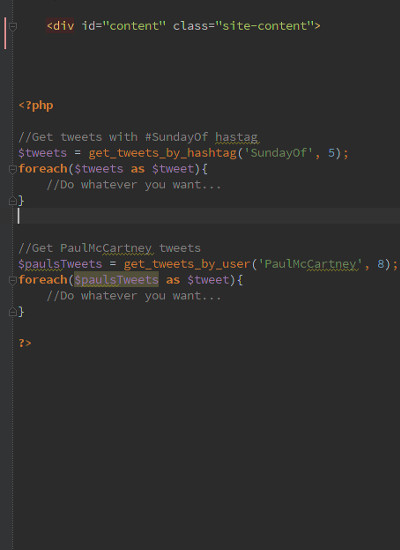 <div id="content" class="site-content">
<?php
//Get tweets with #SundayOf hastag
$tweets = get_tweets_by_hashtag('SundayOf', 5);
foreach($tweets as $tweet){
//Do whatever you want...
}
//Get PaulMcCartney tweets
$paulsTweets = get_tweets_by_user('PaulMcCartney', 8);
foreach($paulsTweets as $tweet){
//Do whatever you want...
}
?>